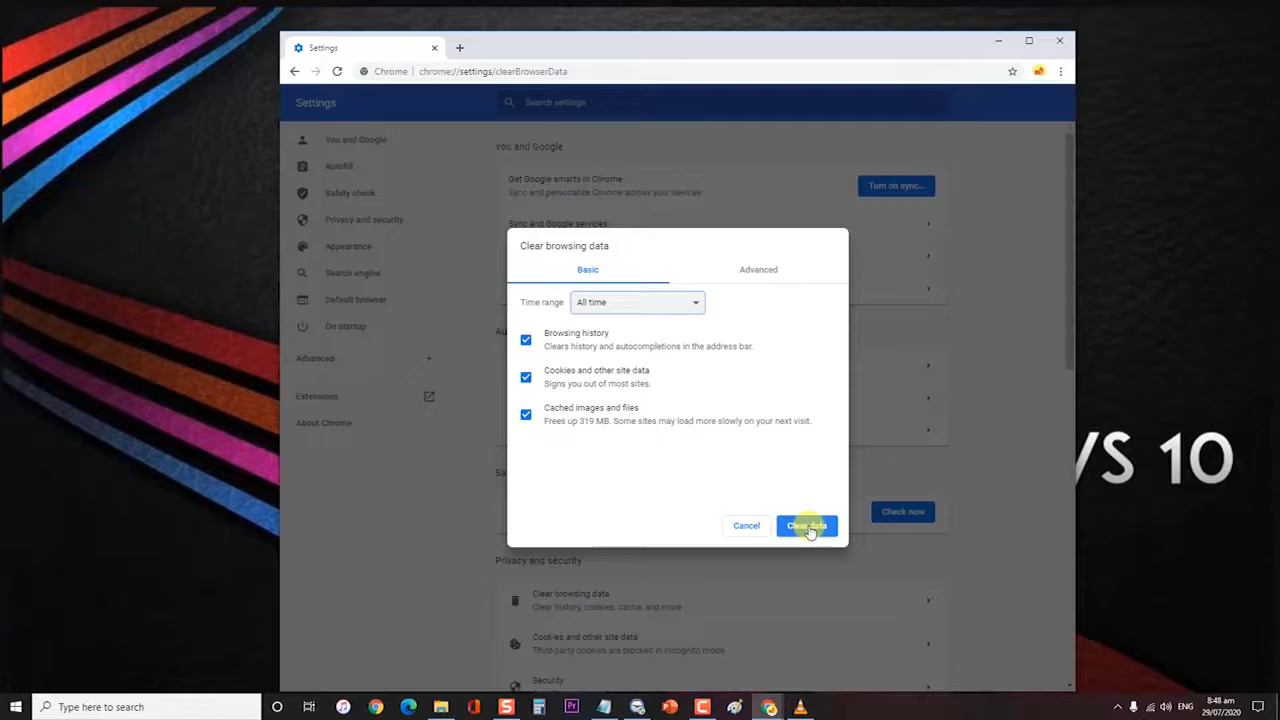 Settings
Chrome | chrome://settings/clearBrowserData
Settings
Search settings
You and Google
Autofill
Safety check
Privacy and security
Appearance
Search engine
Default browser
On startup
Advanced
Extensions
About Chrome
You and Google
Get Google smarts in Chrome
Sync and personalize Chrome across your devices
Turn on sync...
Sync and Google services
Clear browsing data
Basic
Advanced
Time range
All time
Browsing history
Clears history and autocompletions in the address bar.
Cookies and other site data
Signs you out of most sites.
Cached images and files
Frees up 319 MB. Some sites may load more slowly on your next visit.
Cancel
Clear data
Check now
Privacy and security
Clear browsing data
Clear history, cookies, cache, and more
Cookies and other site data
Third-party cookies are blocked in Incognito mode
Security
10
Type here to search
ENG
8:48 am
29/07/2020